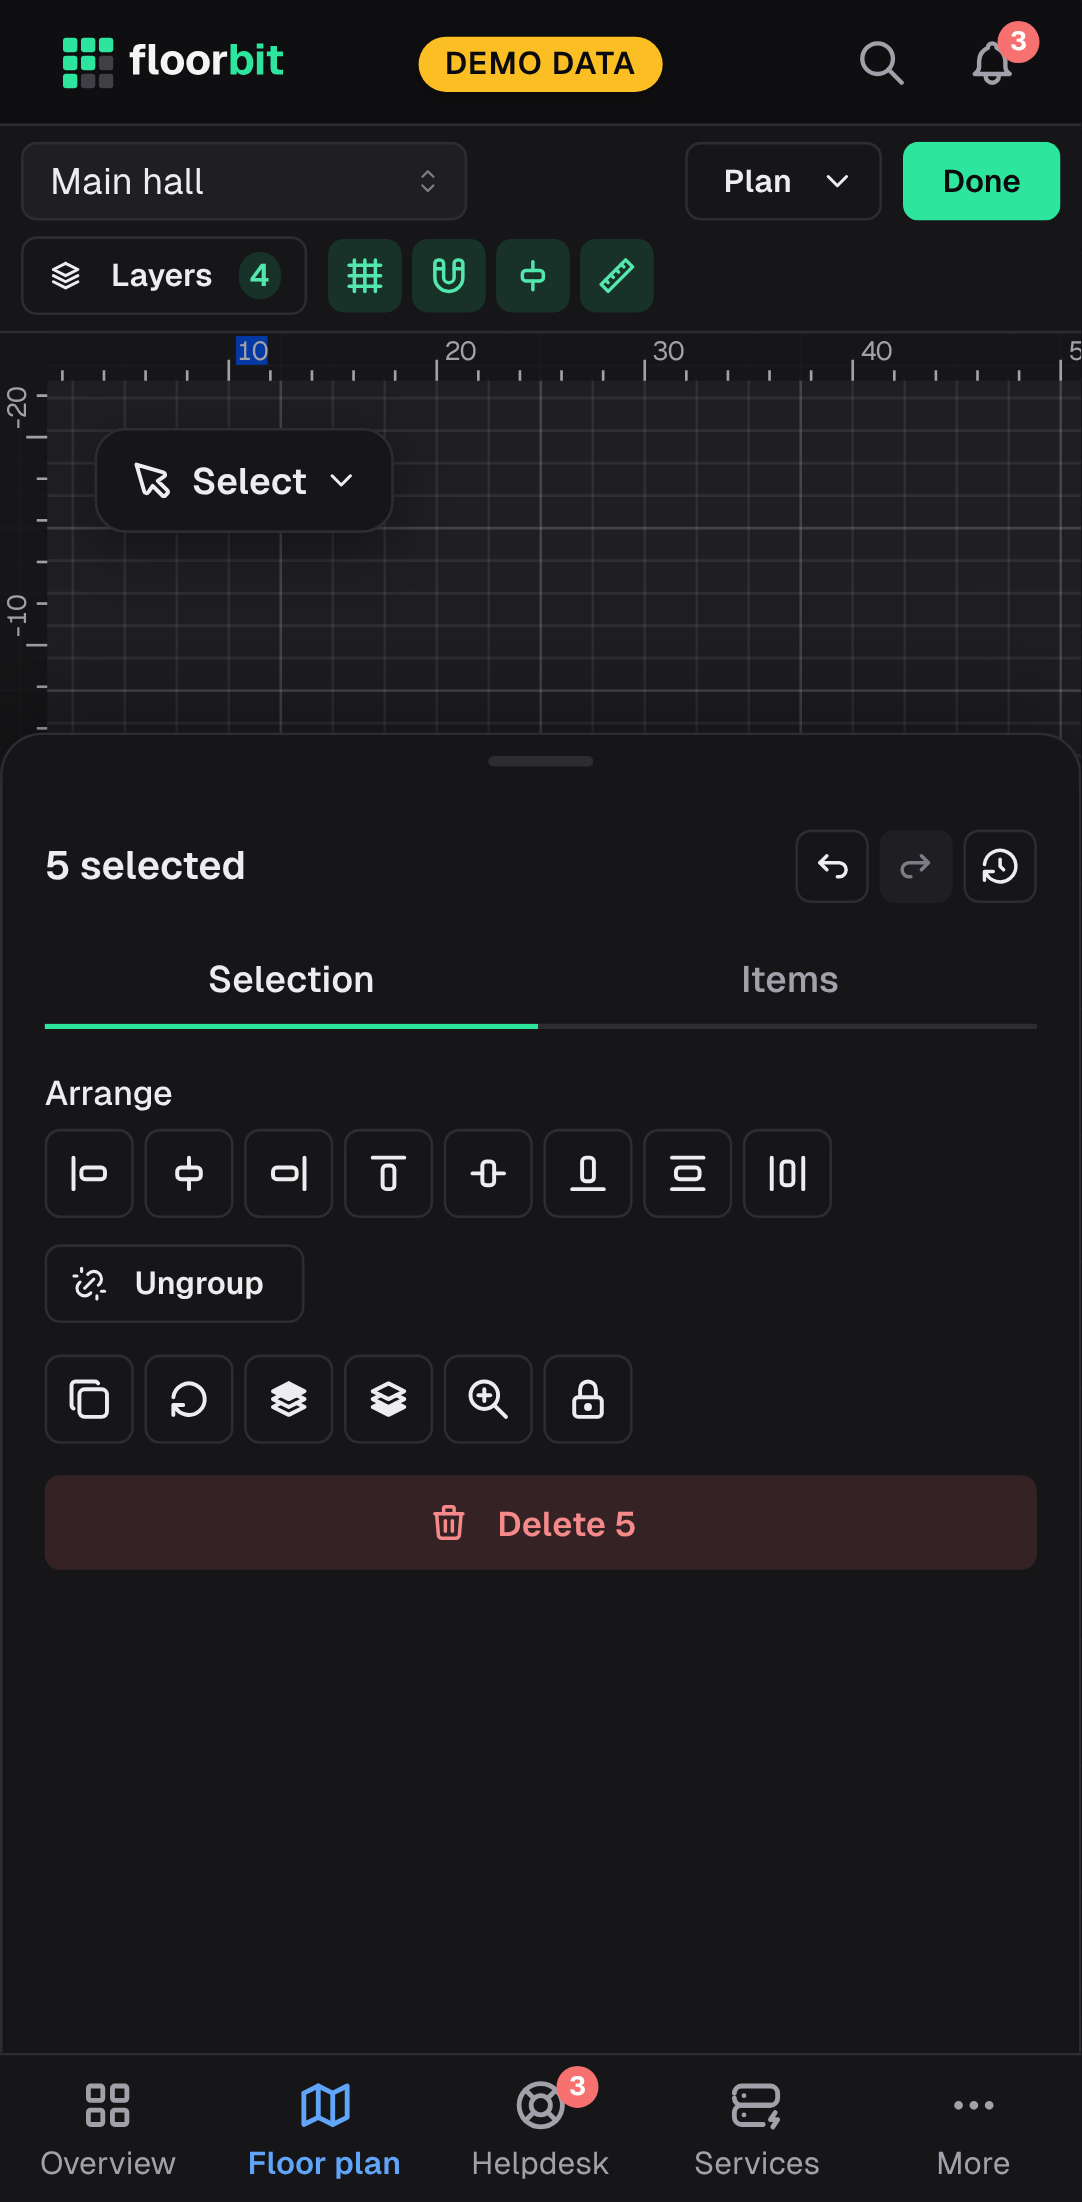 floorbit
DEMO DATA
3
Main hall
Plan
Done
Layers 4
10 20 30 40 5
-20
Select
-10
5 selected
Selection
Items
Arrange
Ungroup
Delete 5
3
Overview
Floor plan
Helpdesk
Services
More